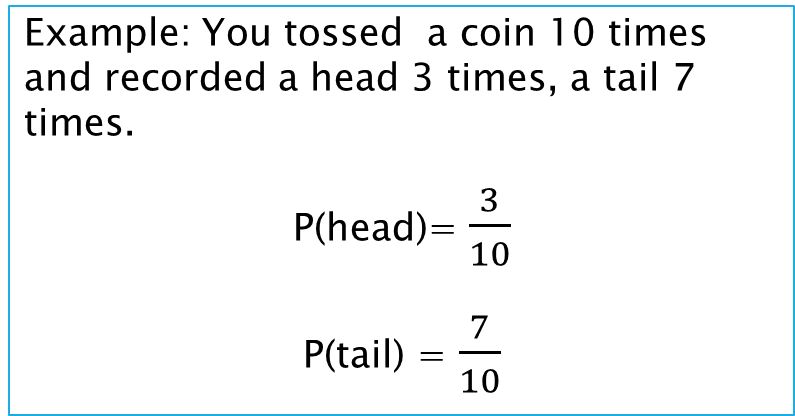 Example: You tossed  a coin 10 times
and recorded a head 3 times, a tail 7
times.
P(head)= 3/10
P(tail) = 7/10